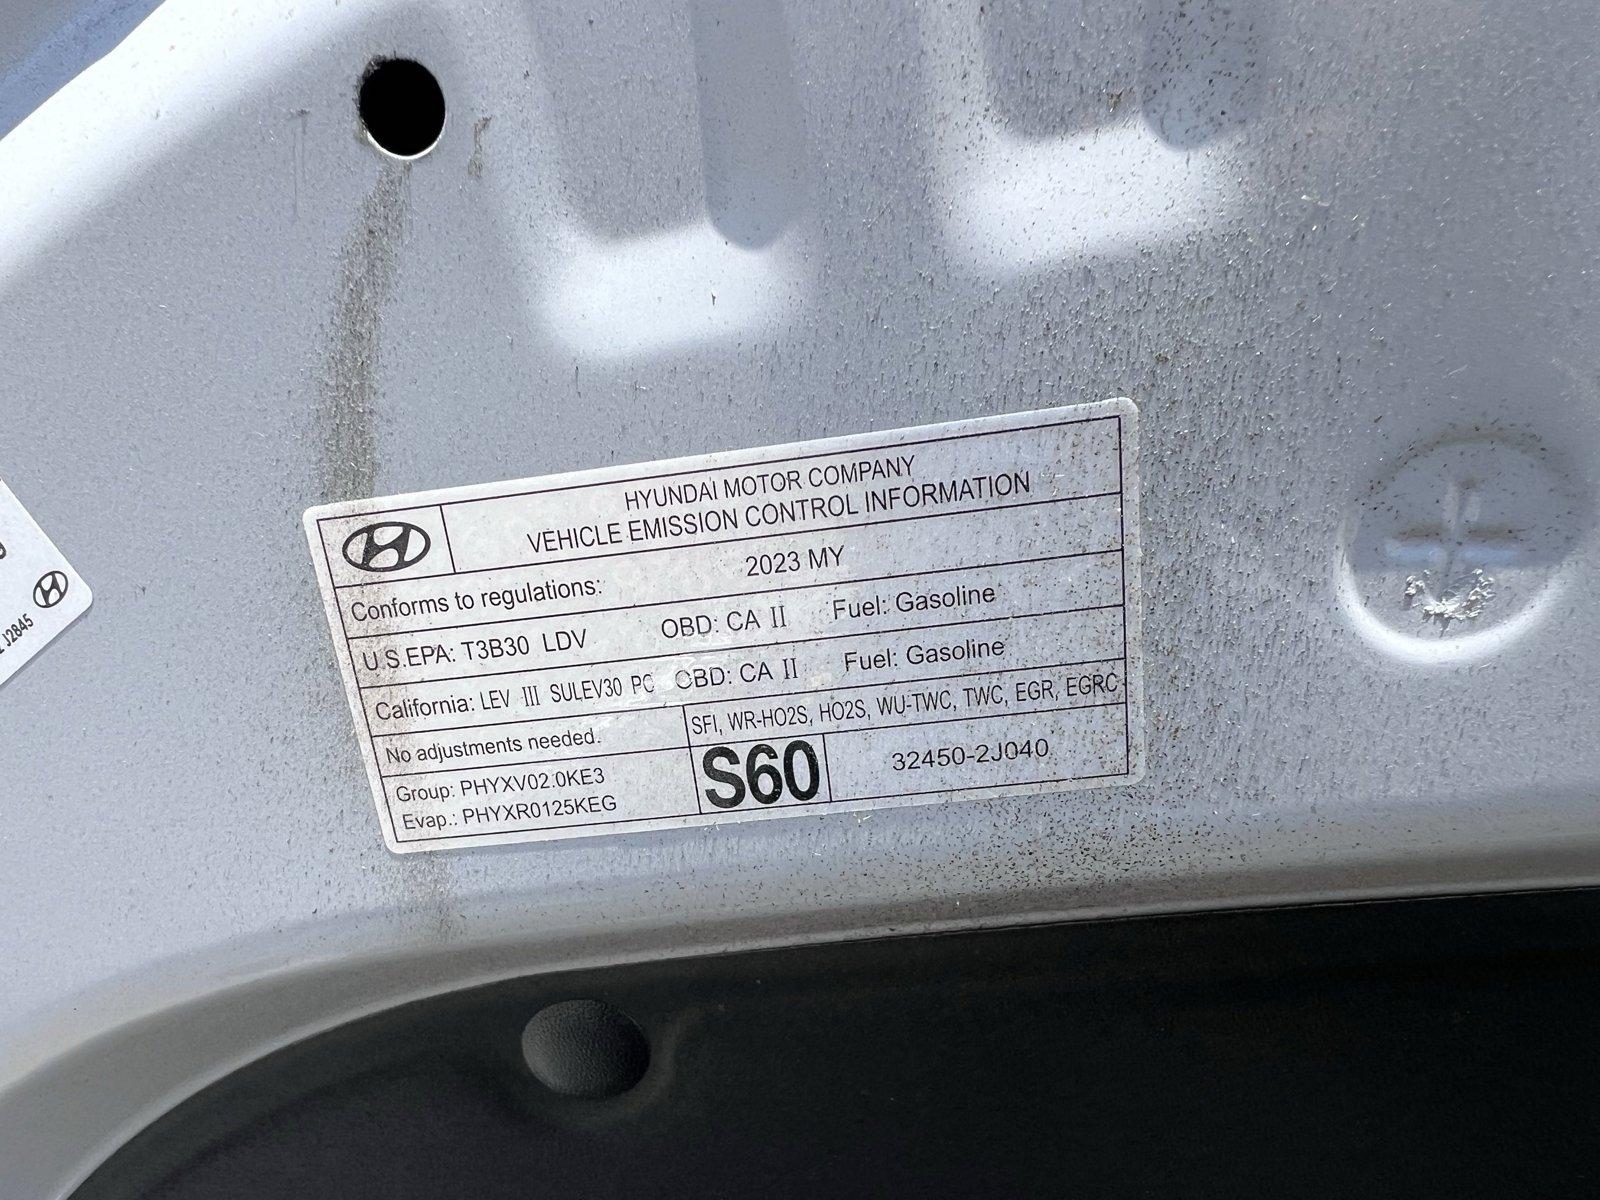 HYUNDAI MOTOR COMPANY
VEHICLE EMISSION CONTROL INFORMATION
Conforms to regulations: 2023 MY
U.S.EPA: T3B30 LDV OBD: CA II Fuel: Gasoline
California: LEV III SULEV30 PC OBD: CA II Fuel: Gasoline
No adjustments needed. SFI, WR-HO2S, HO2S, WU-TWC, TWC, EGR, EGRC
Group: PHYXV02.0KE3
Evap.: PHYXR0125KEG
S60
32450-2J040
J2845